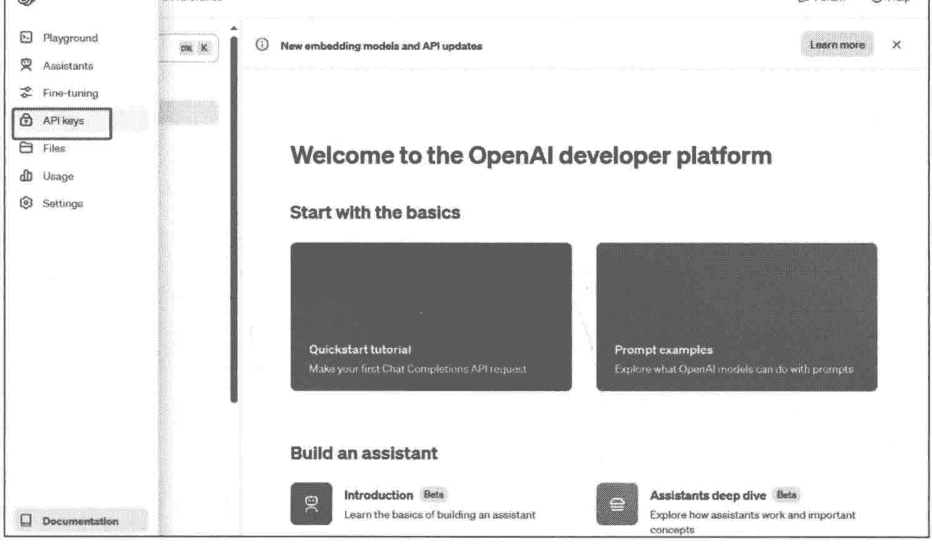 Playground
Assistants
Fine-tuning
API keys
Files
Usage
Settings
Documentation
K
New embedding models and API updates
Learn more
Welcome to the OpenAI developer platform
Start with the basics
Quickstart tutorial
Make your first Chat Completions API request
Prompt examples
Explore what OpenAI models can do with prompts
Build an assistant
Introduction Beta
Learn the basics of building an assistant
Assistants deep dive Beta
Explore how assistants work and important
concepts